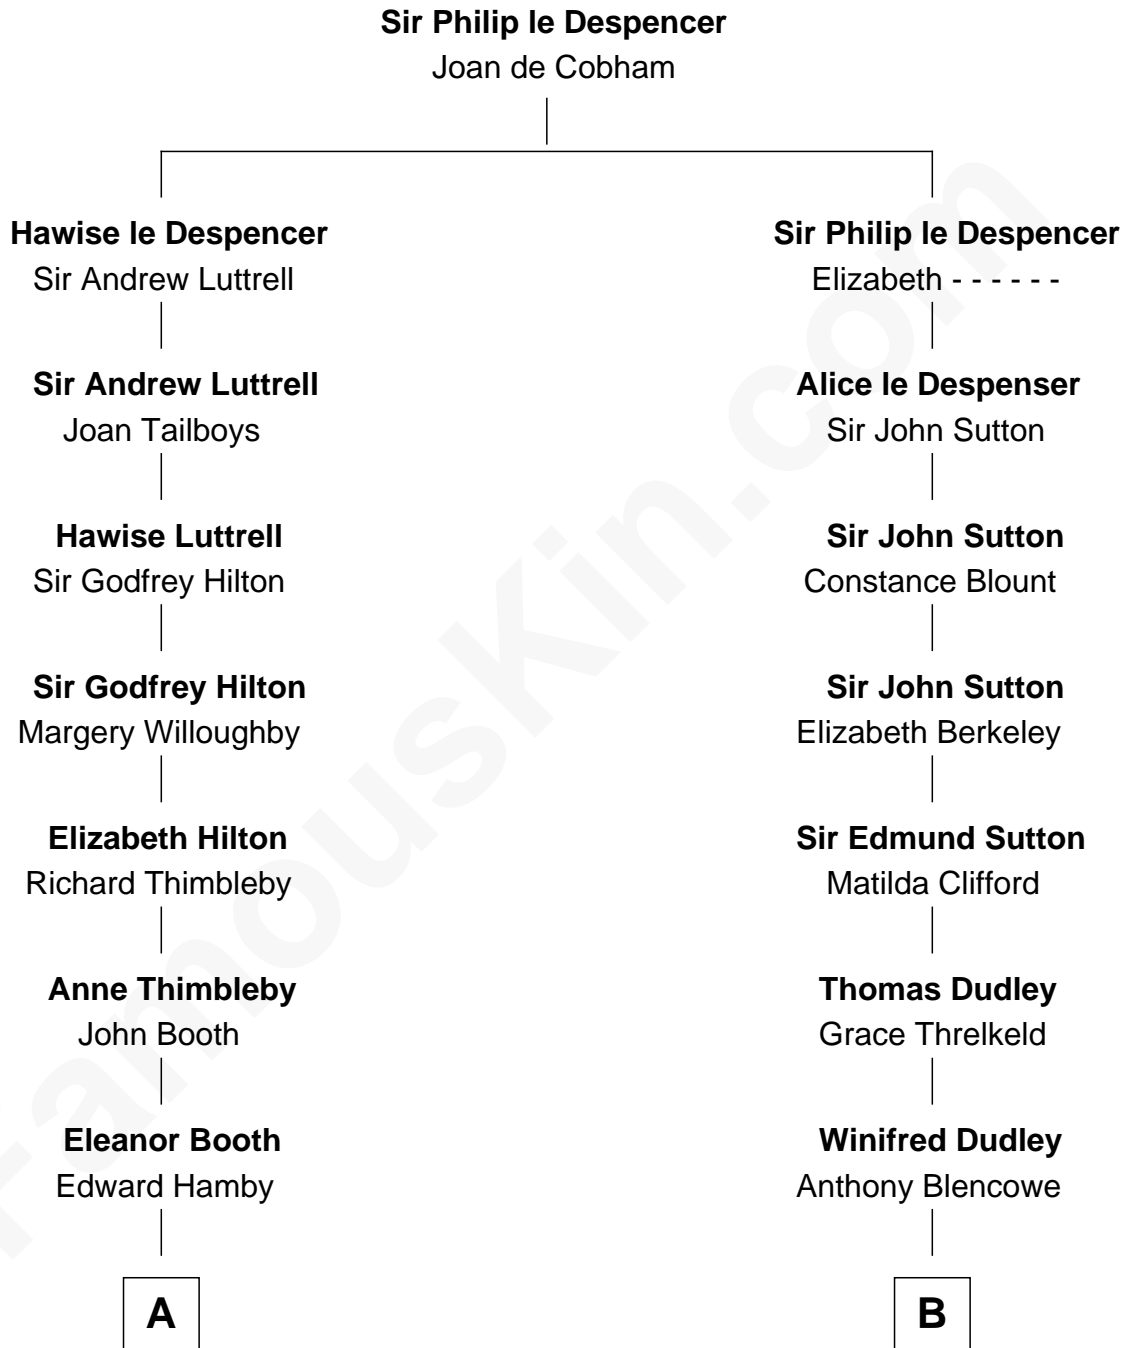 Sir Philip le Despencer
Joan de Cobham
Hawise le Despencer
Sir Andrew Luttrell
Sir Philip le Despencer
Elizabeth - - - - - -
Sir Andrew Luttrell
Joan Tailboys
Alice le Despenser
Sir John Sutton
Hawise Luttrell
Sir Godfrey Hilton
Sir John Sutton
Constance Blount
Sir Godfrey Hilton
Margery Willoughby
Sir John Sutton
Elizabeth Berkeley
Elizabeth Hilton
Richard Thimbleby
Sir Edmund Sutton
Matilda Clifford
Anne Thimbleby
John Booth
Thomas Dudley
Grace Threlkeld
Eleanor Booth
Edward Hamby
Winifred Dudley
Anthony Blencowe
A
B
FamousKin.com